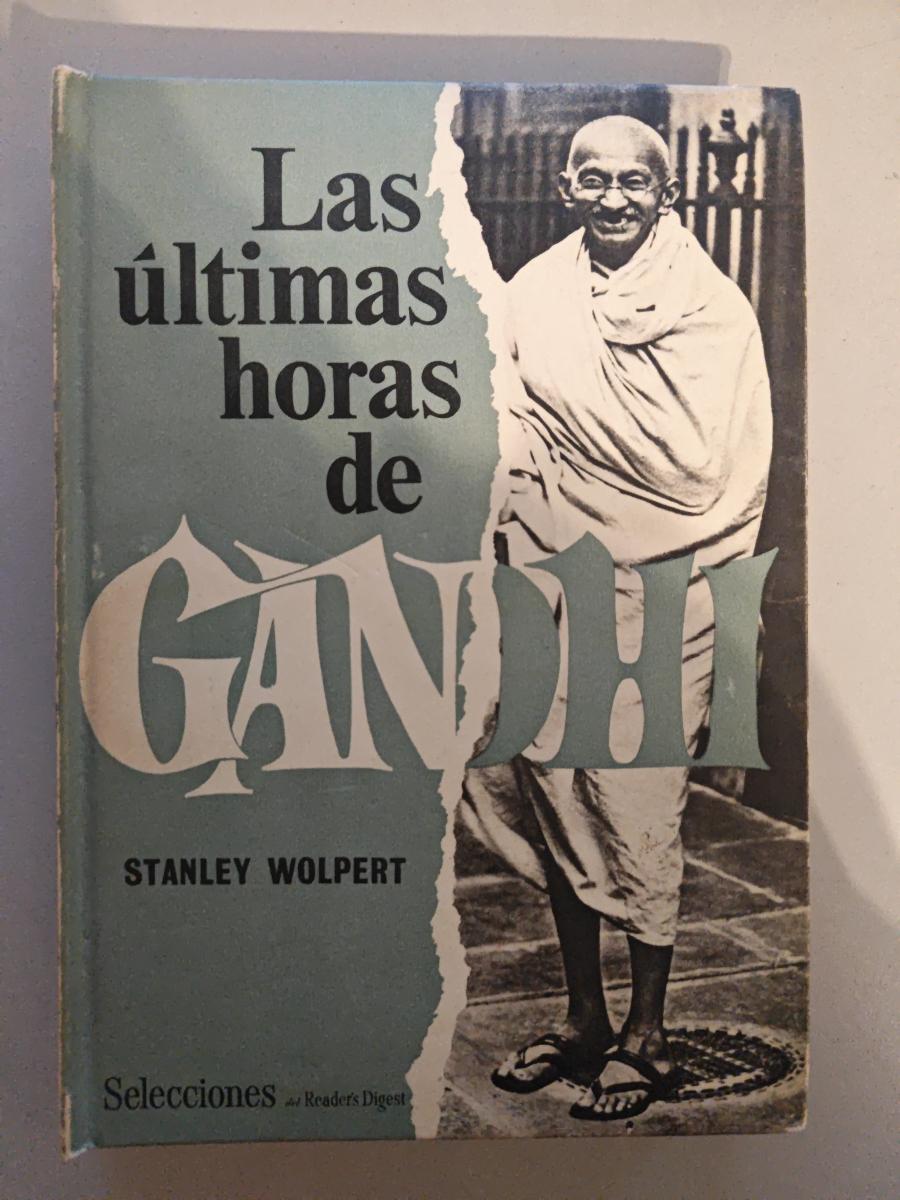 Las
últimas
horas
de
GANDHI
STANLEY WOLPERT
Selecciones del Reader's Digest